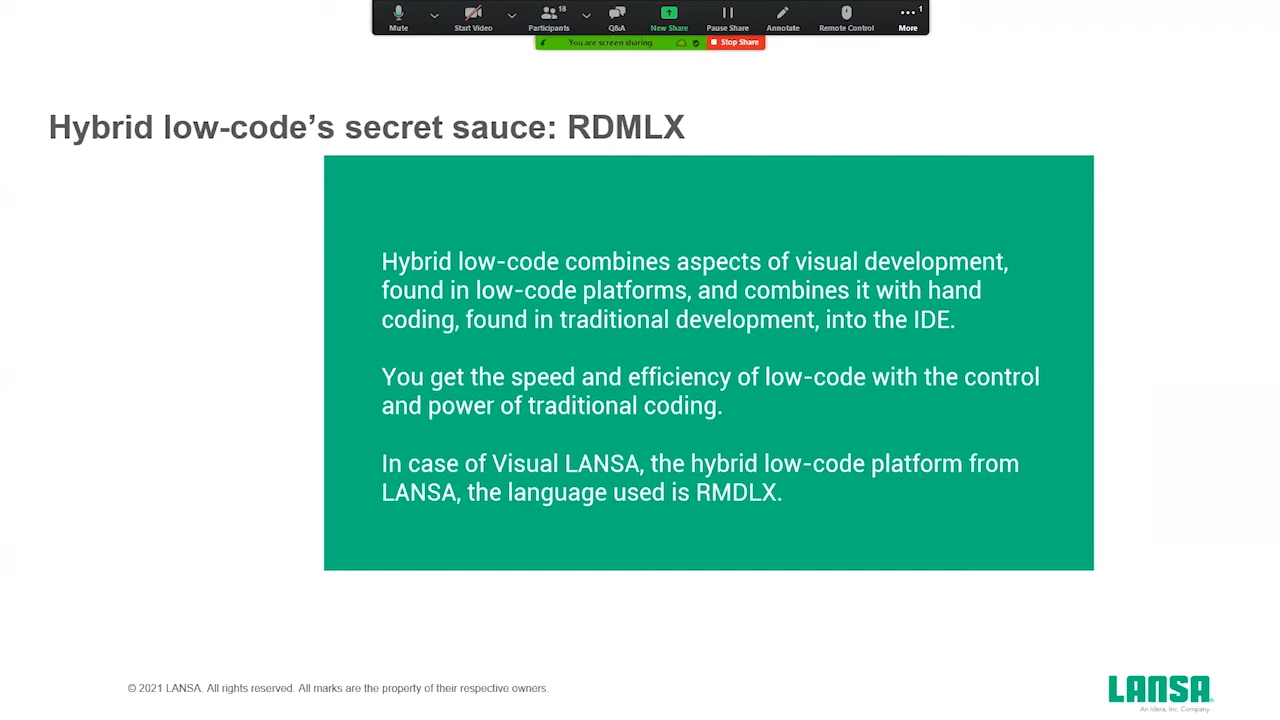 Mute
Start Video
18
Participants
Q&A
New Share
Pause Share
Annotate
Remote Control
1
More
You are screen sharing
Stop Share
Hybrid low-code’s secret sauce: RDMLX
Hybrid low-code combines aspects of visual development,
found in low-code platforms, and combines it with hand
coding, found in traditional development, into the IDE.
You get the speed and efficiency of low-code with the control
and power of traditional coding.
In case of Visual LANSA, the hybrid low-code platform from
LANSA, the language used is RMDLX.
© 2021 LANSA. All rights reserved. All marks are the property of their respective owners.
LANSA
An Idera, Inc. Company